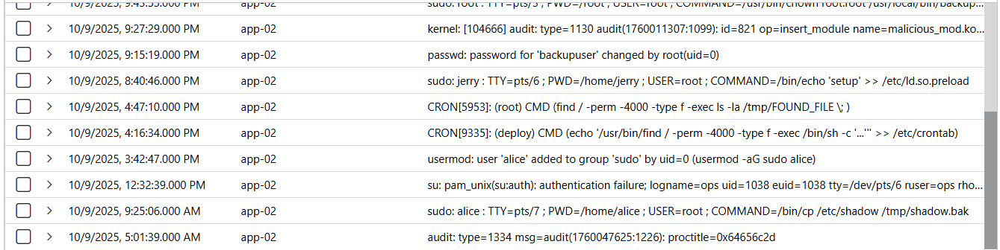 10/9/2025, 9:43:55.000 PM app-02 sudo: root : TTY=pts/5 ; PWD=/root ; USER=root ; COMMAND=/usr/bin/chown root:root /usr/local/bin/backup...
10/9/2025, 9:27:29.000 PM app-02 kernel: [104666] audit: type=1130 audit(1760011307:1099): id=821 op=insert_module name=malicious_mod.ko...
10/9/2025, 9:15:19.000 PM app-02 passwd: password for 'backupuser' changed by root(uid=0)
10/9/2025, 8:40:46.000 PM app-02 sudo: jerry : TTY=pts/6 ; PWD=/home/jerry ; USER=root ; COMMAND=/bin/echo 'setup' >> /etc/ld.so.preload
10/9/2025, 4:47:10.000 PM app-02 CRON[5953]: (root) CMD (find / -perm -4000 -type f -exec ls -la /tmp/FOUND_FILE \; )
10/9/2025, 4:16:34.000 PM app-02 CRON[9335]: (deploy) CMD (echo '/usr/bin/find / -perm -4000 -type f -exec /bin/sh -c '...''' >> /etc/crontab)
10/9/2025, 3:42:47.000 PM app-02 usermod: user 'alice' added to group 'sudo' by uid=0 (usermod -aG sudo alice)
10/9/2025, 12:32:39.000 PM app-02 su: pam_unix(su:auth): authentication failure; logname=ops uid=1038 euid=1038 tty=/dev/pts/6 ruser=ops rho...
10/9/2025, 9:25:06.000 AM app-02 sudo: alice : TTY=pts/7 ; PWD=/home/alice ; USER=root ; COMMAND=/bin/cp /etc/shadow /tmp/shadow.bak
10/9/2025, 5:01:39.000 AM app-02 audit: type=1334 msg=audit(1760047625:1226): proctitle=0x64656c2d